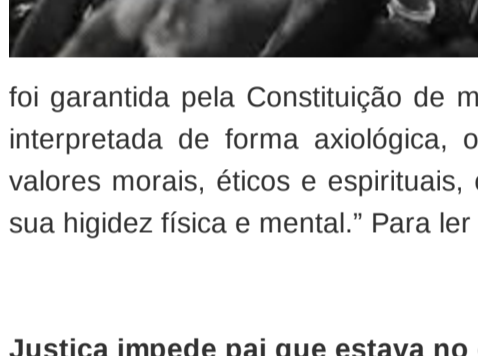 foi garantida pela Constituição de
interpretada de forma axiológica,
valores morais, éticos e espirituais,
sua higidez física e mental.” Para ler
Justiça impede pai que estava no